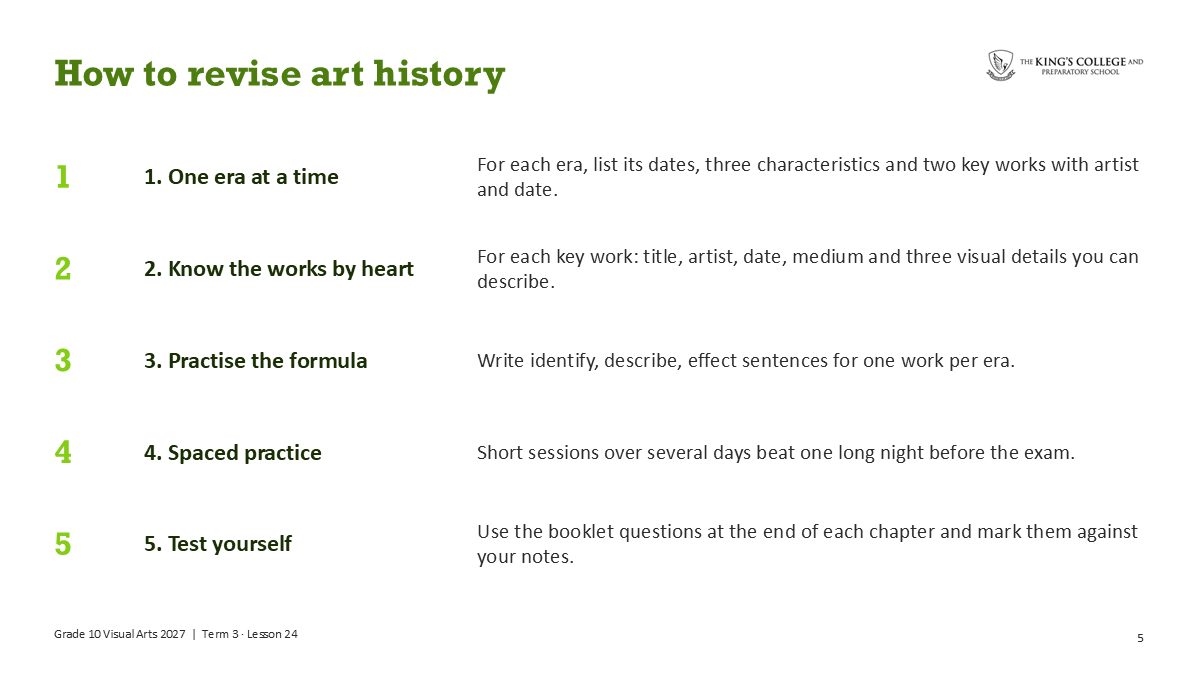 How to revise art history
THE KING'S COLLEGE AND
PREPARATORY SCHOOL
1
1. One era at a time
For each era, list its dates, three characteristics and two key works with artist
and date.
2
2. Know the works by heart
For each key work: title, artist, date, medium and three visual details you can
describe.
3
3. Practise the formula
Write identify, describe, effect sentences for one work per era.
4
4. Spaced practice
Short sessions over several days beat one long night before the exam.
5
5. Test yourself
Use the booklet questions at the end of each chapter and mark them against
your notes.
Grade 10 Visual Arts 2027 | Term 3 · Lesson 24
5